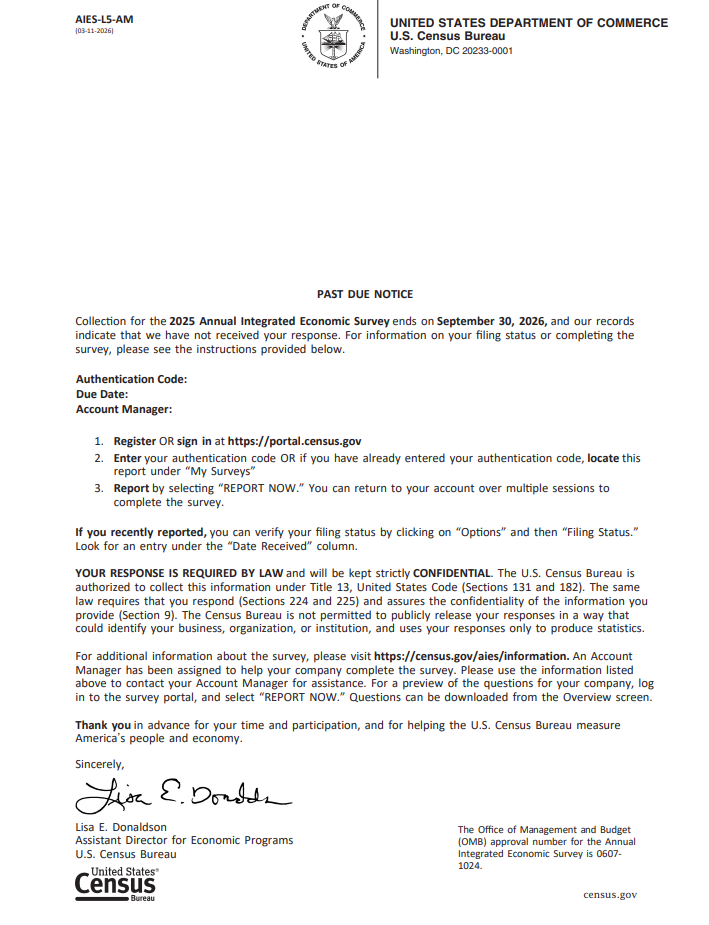 AIES-L5-AM
(03-11-2026)
DEPARTMENT OF COMMERCE
UNITED STATES OF AMERICA
UNITED STATES DEPARTMENT OF COMMERCE
U.S. Census Bureau
Washington, DC 20233-0001
PAST DUE NOTICE
Collection for the 2025 Annual Integrated Economic Survey ends on September 30, 2026, and our records
indicate that we have not received your response. For information on your filing status or completing the
survey, please see the instructions provided below.
Authentication Code:
Due Date:
Account Manager:
1. Register OR sign in at https://portal.census.gov
2. Enter your authentication code OR if you have already entered your authentication code, locate this
report under “My Surveys”
3. Report by selecting “REPORT NOW.” You can return to your account over multiple sessions to
complete the survey.
If you recently reported, you can verify your filing status by clicking on “Options” and then “Filing Status.”
Look for an entry under the “Date Received” column.
YOUR RESPONSE IS REQUIRED BY LAW and will be kept strictly CONFIDENTIAL. The U.S. Census Bureau is
authorized to collect this information under Title 13, United States Code (Sections 131 and 182). The same
law requires that you respond (Sections 224 and 225) and assures the confidentiality of the information you
provide (Section 9). The Census Bureau is not permitted to publicly release your responses in a way that
could identify your business, organization, or institution, and uses your responses only to produce statistics.
For additional information about the survey, please visit https://census.gov/aies/information. An Account
Manager has been assigned to help your company complete the survey. Please use the information listed
above to contact your Account Manager for assistance. For a preview of the questions for your company, log
in to the survey portal, and select “REPORT NOW.” Questions can be downloaded from the Overview screen.
Thank you in advance for your time and participation, and for helping the U.S. Census Bureau measure
America’s people and economy.
Sincerely,
Lisa E. Donaldson
Lisa E. Donaldson
Assistant Director for Economic Programs
U.S. Census Bureau
The Office of Management and Budget
(OMB) approval number for the Annual
Integrated Economic Survey is 0607-
1024.
United States®
Census
Bureau
census.gov